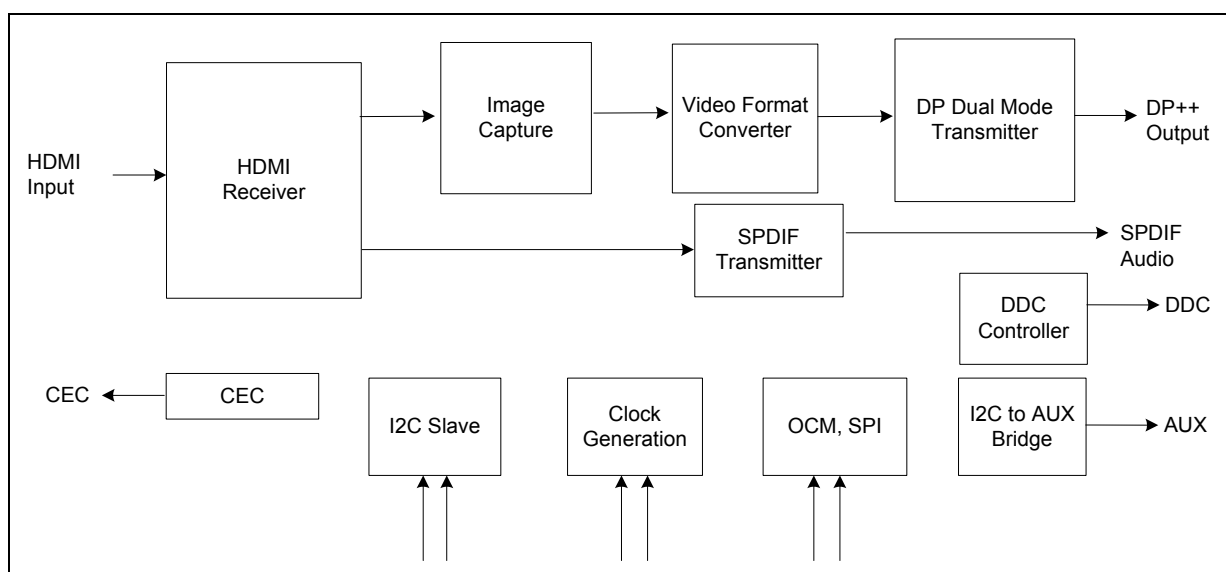 HDMI
Input
HDMI
Receiver
Image
Capture
Video Format
Converter
DP Dual Mode
Transmitter
DP++
Output
SPDIF
Transmitter
SPDIF
Audio
DDC
Controller
DDC
CEC
CEC
I2C Slave
Clock
Generation
OCM, SPI
I2C to AUX
Bridge
AUX